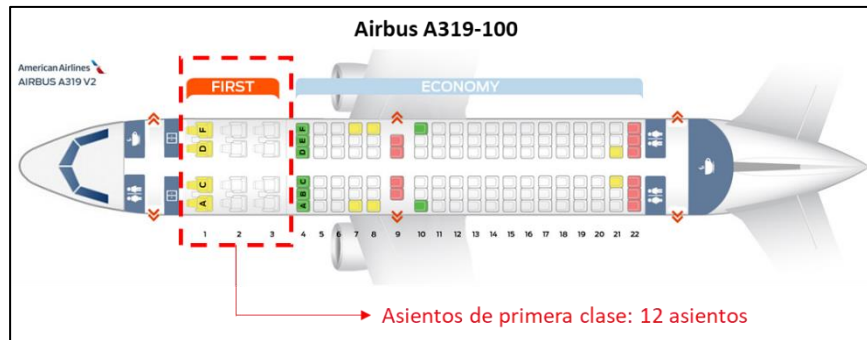 Airbus A319-100
American Airlines
AIRBUS A319 V2
FIRST
ECONOMY
F F
D E D
C C B
A A
1 2 3 4 5 6 7 8 9 10 11 12 13 14 15 16 17 18 19 20 21 22
Asientos de primera clase: 12 asientos